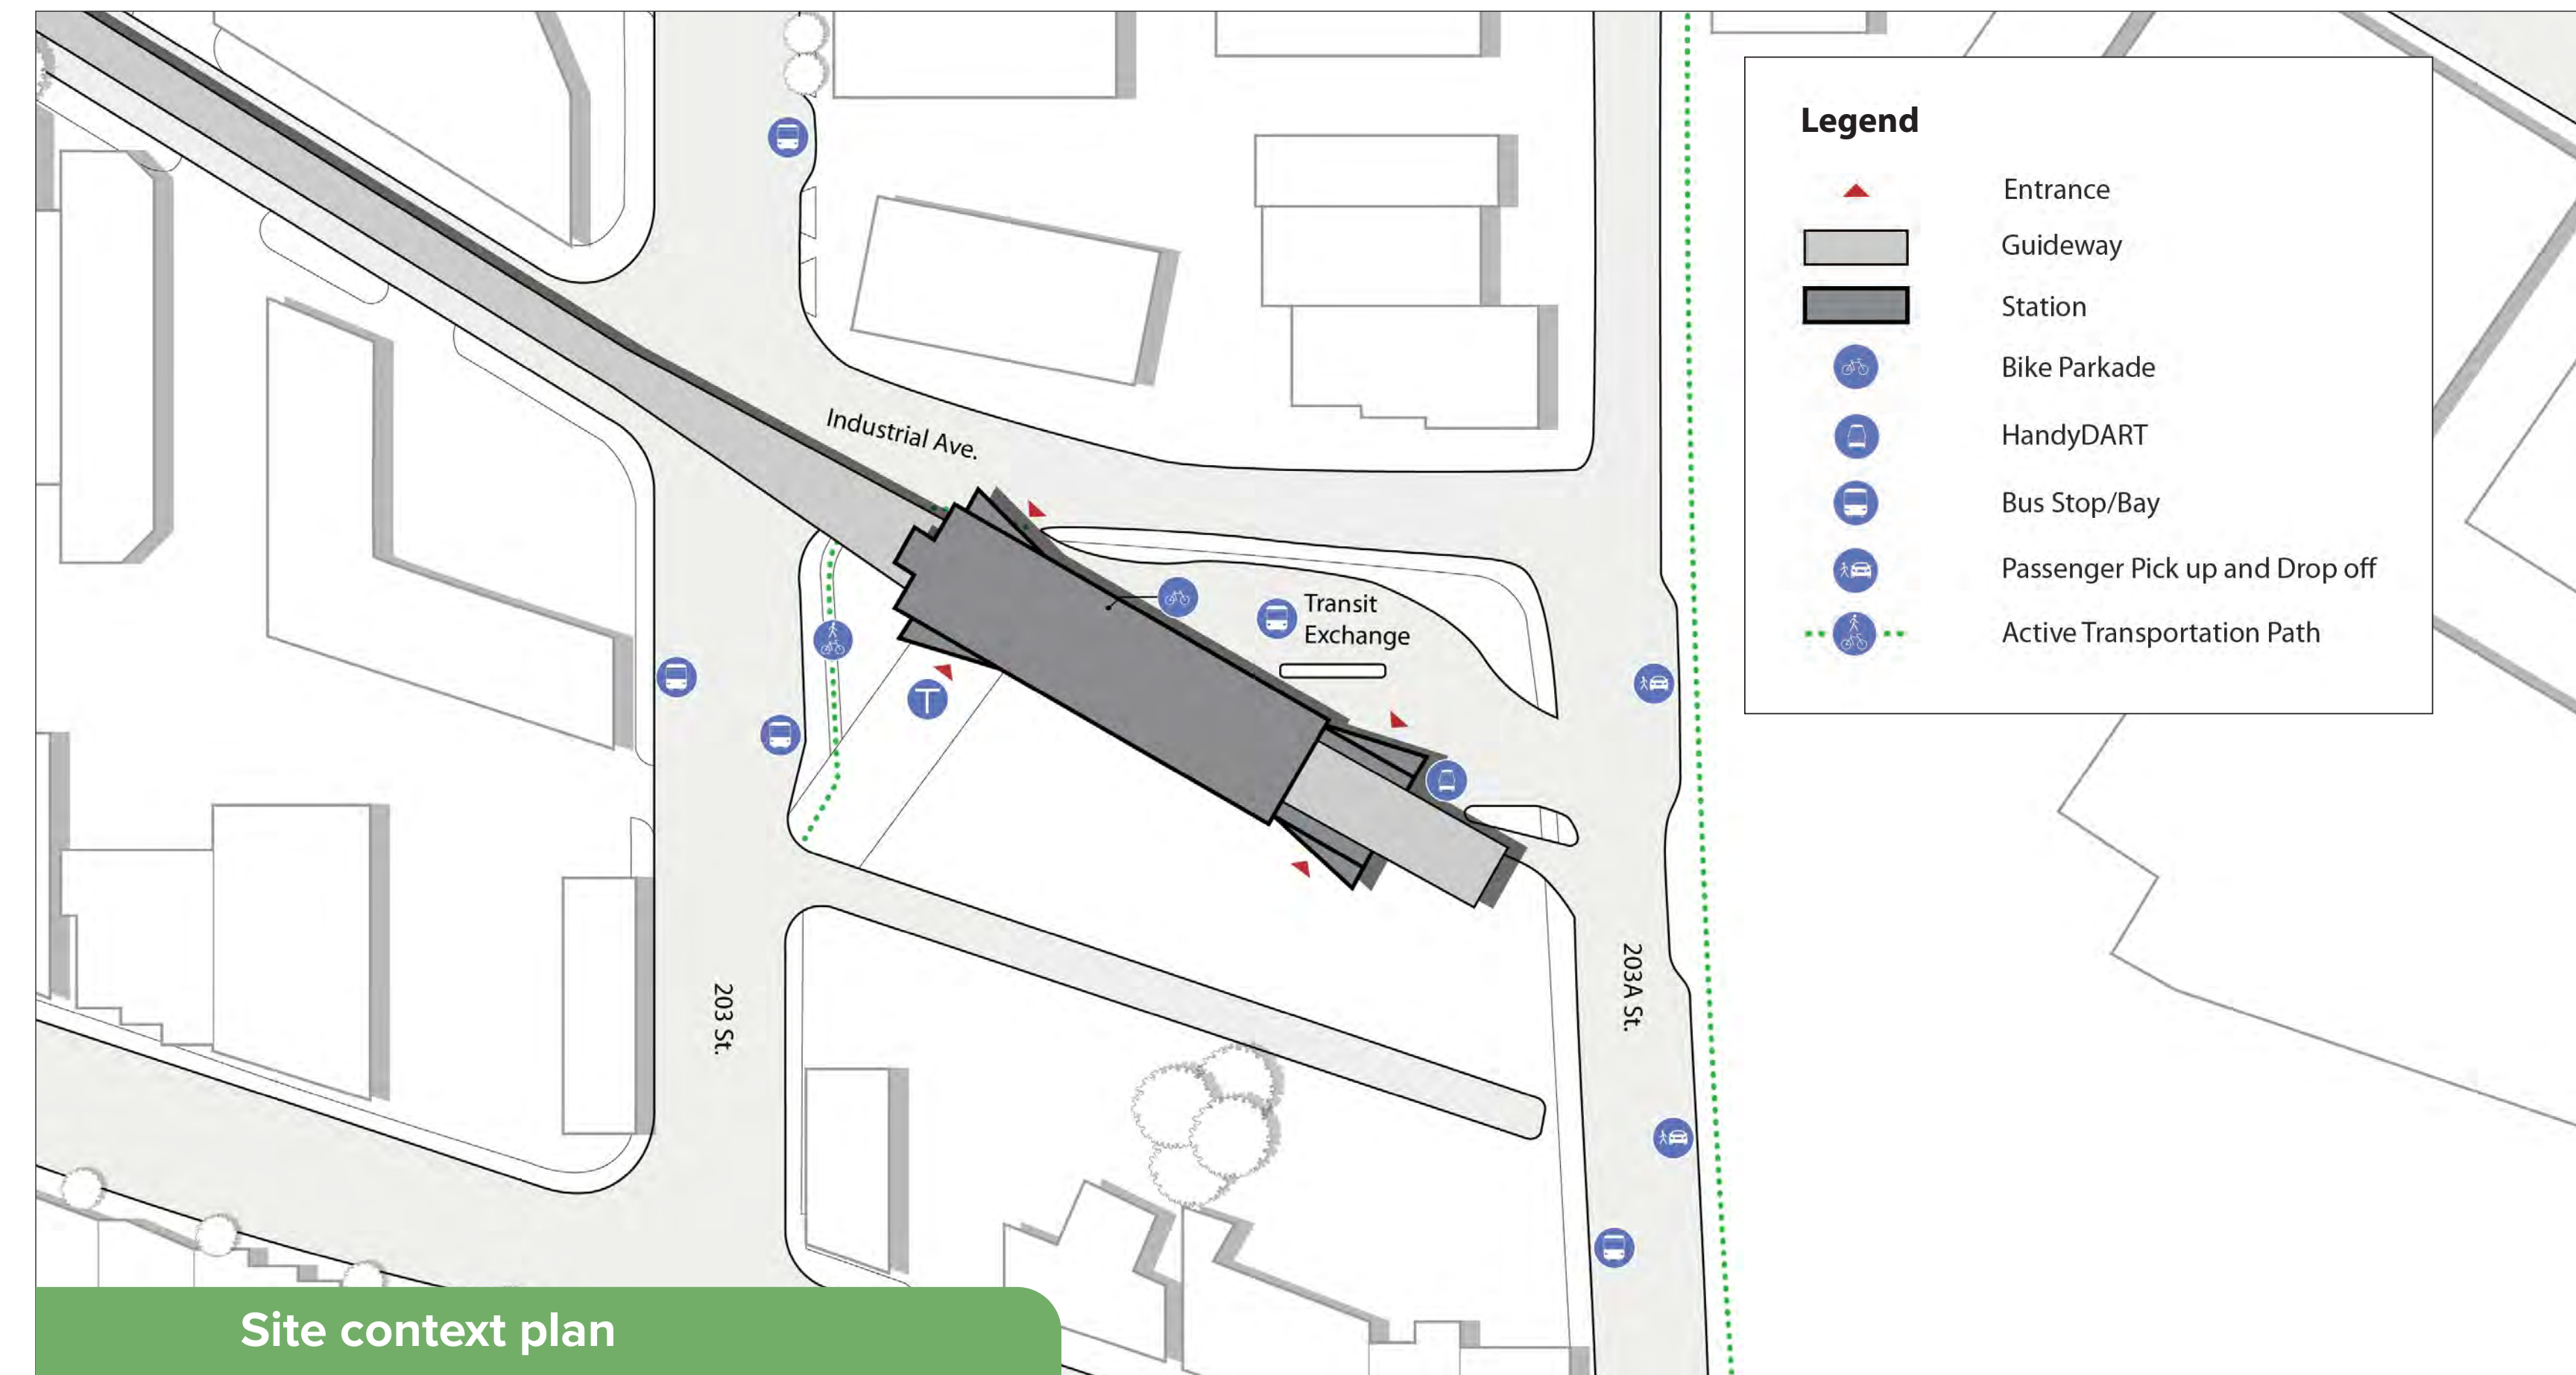 Legend
Entrance
Guideway
Station
Bike Parkade
HandyDART
Bus Stop/Bay
Passenger Pick up and Drop off
Active Transportation Path
Industrial Ave.
Transit
Exchange
T
203 St.
203A St.
Site context plan